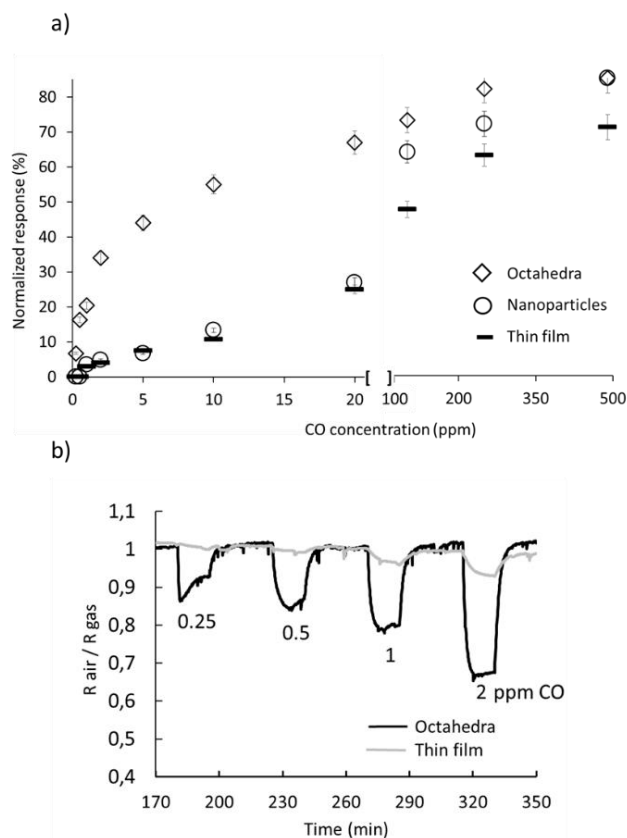 a)
Normalized response (%)
80
70
60
50
40
30
20
10
0
0 5 10 15 20 [ ] 100 200 350 500
CO concentration (ppm)
Octahedra
Nanoparticles
Thin film
b)
R air / R gas
1,1
1
0,9
0,8
0,7
0,6
0,5
0,4
0.25
0.5
1
2 ppm CO
Octahedra
Thin film
170 200 230 260 290 320 350
Time (min)